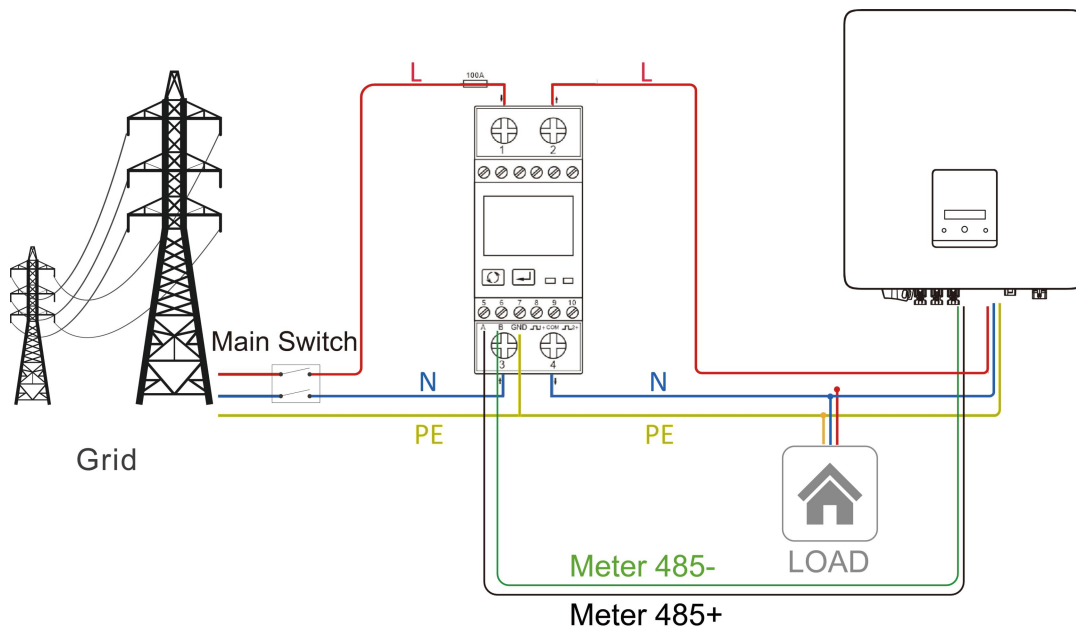 L
100A
L
1
2
5 6 7 8 9 10
A B GND + COM +
Main Switch
3
4
N
N
PE
PE
Grid
LOAD
Meter 485-
Meter 485+